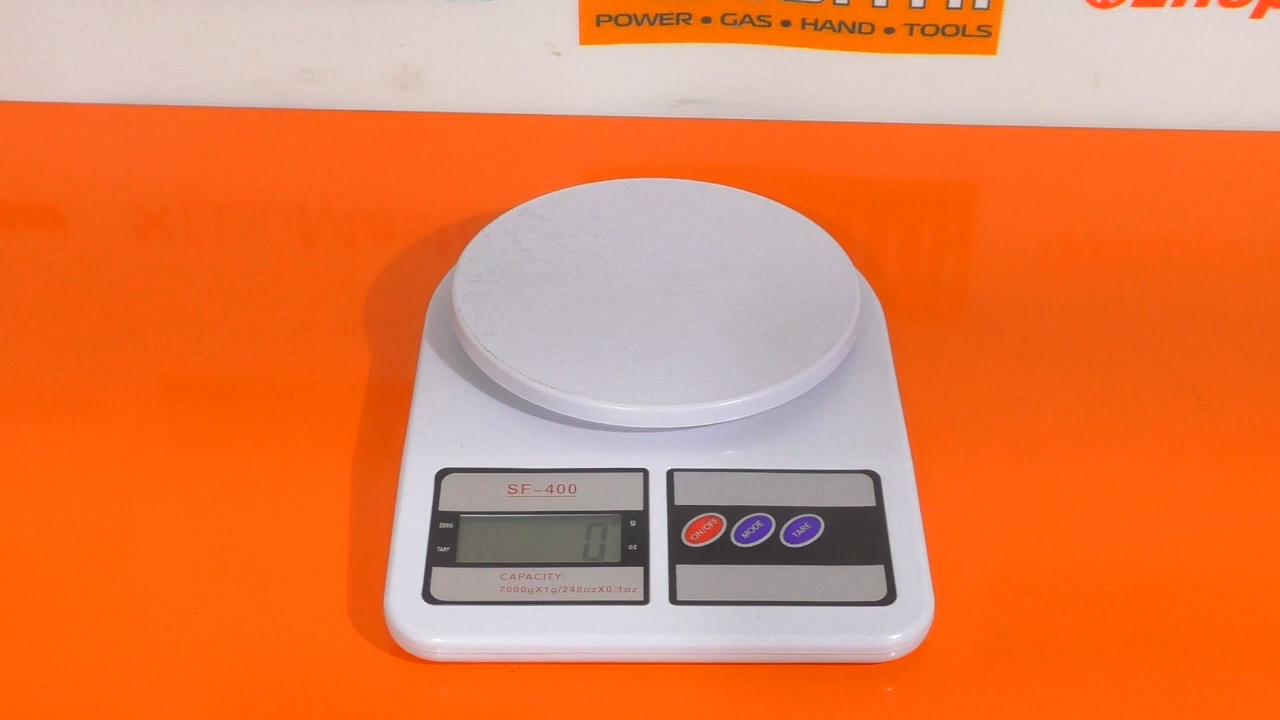 POWER • GAS • HAND • TOOLS
SF-400
ZERO
g
0
TARE
oz
CAPACITY:
7000gX1g/248ozX0.1oz
ON/OFF
MODE
TARE